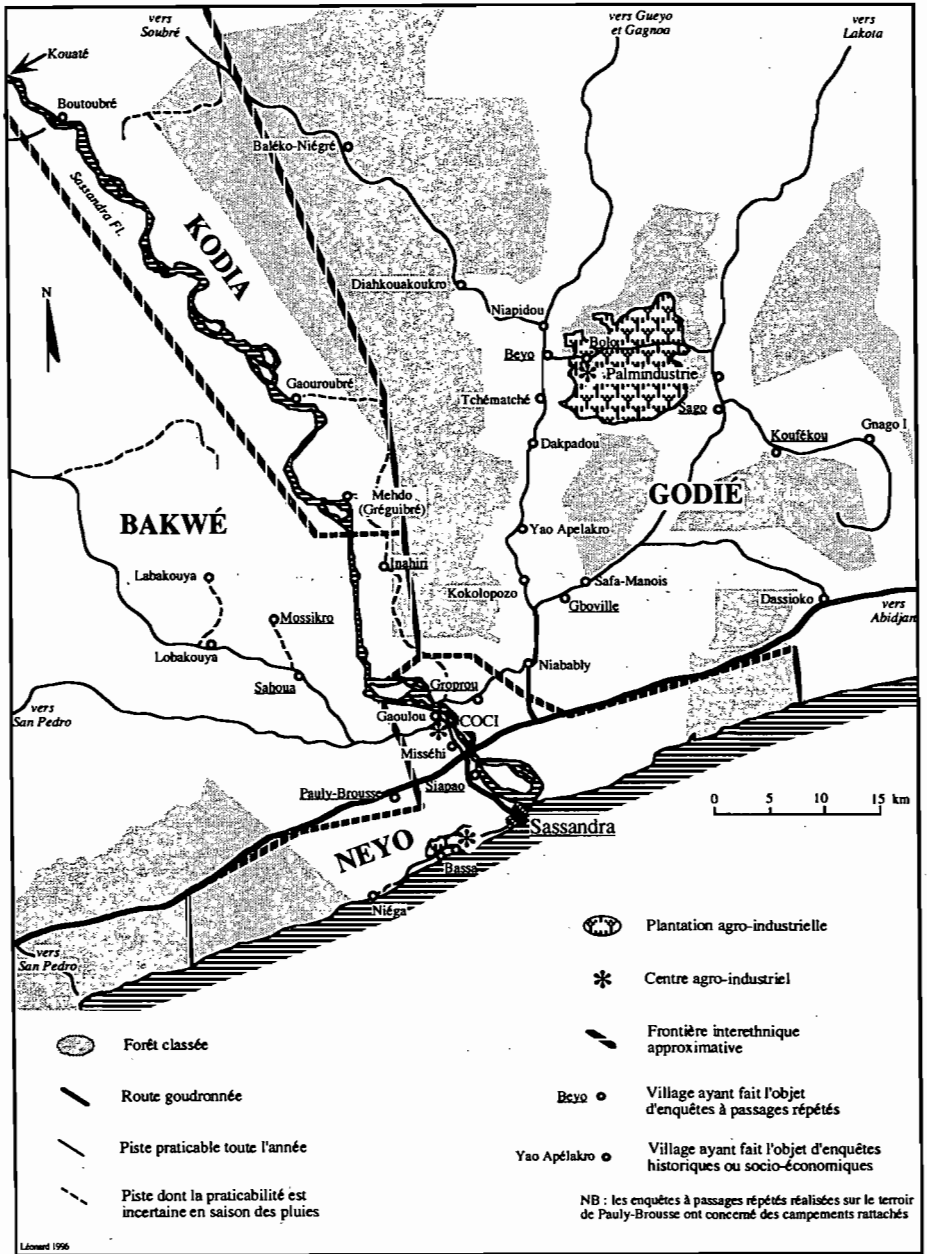 vers
Soubré
vers Gueyo
et Gagnoa
vers
Lakota
Kouaté
Boutoubré
Baléko-Niégré
Sassandra Fl.
KODIA
N
Diahkouakoukro
Niapidou
Bolo
Beyo
Palmindustrie
Gaouroubré
Tchématché
Sago
Gnago I
Koufékou
Dakpadou
Mehdo
(Gréguibré)
GODIÉ
BAKWÉ
Yao Apelakro
Inahiri
Labakouya
Kokolopozo
Safa-Manois
Gboville
Dassioko
vers
Abidjan
Mossikro
Lobakouya
Niabably
Sahoua
Groprou
vers
San Pedro
Gaoulou
COCI
Misséhi
Siapao
Pauly-Brousse
0 5 10 15 km
Sassandra
NEYO
Bassa
Niéga
vers
San Pedro
Plantation agro-industrielle
Centre agro-industriel
Forêt classée
Frontière interethnique
approximative
Route goudronnée
Beyo
Village ayant fait l'objet
d'enquêtes à passages répétés
Piste praticable toute l'année
Yao Apélakro
Village ayant fait l'objet d'enquêtes
historiques ou socio-économiques
Piste dont la praticabilité est
incertaine en saison des pluies
NB : les enquêtes à passages répétés réalisées sur le terroir
de Pauly-Brousse ont concerné des campements rattachés
Léonard 1996